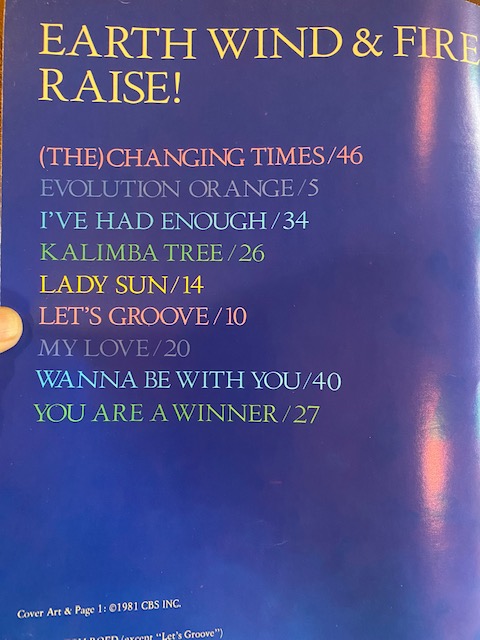 EARTH WIND & FIRE
RAISE!
(THE) CHANGING TIMES/46
EVOLUTION ORANGE/5
I'VE HAD ENOUGH/34
KALIMBA TREE/26
LADY SUN/14
LET'S GROOVE/10
MY LOVE/20
WANNA BE WITH YOU/40
YOU ARE A WINNER/27
Cover Art & Page 1: ©1981 CBS INC.
(except "Let's Groove")